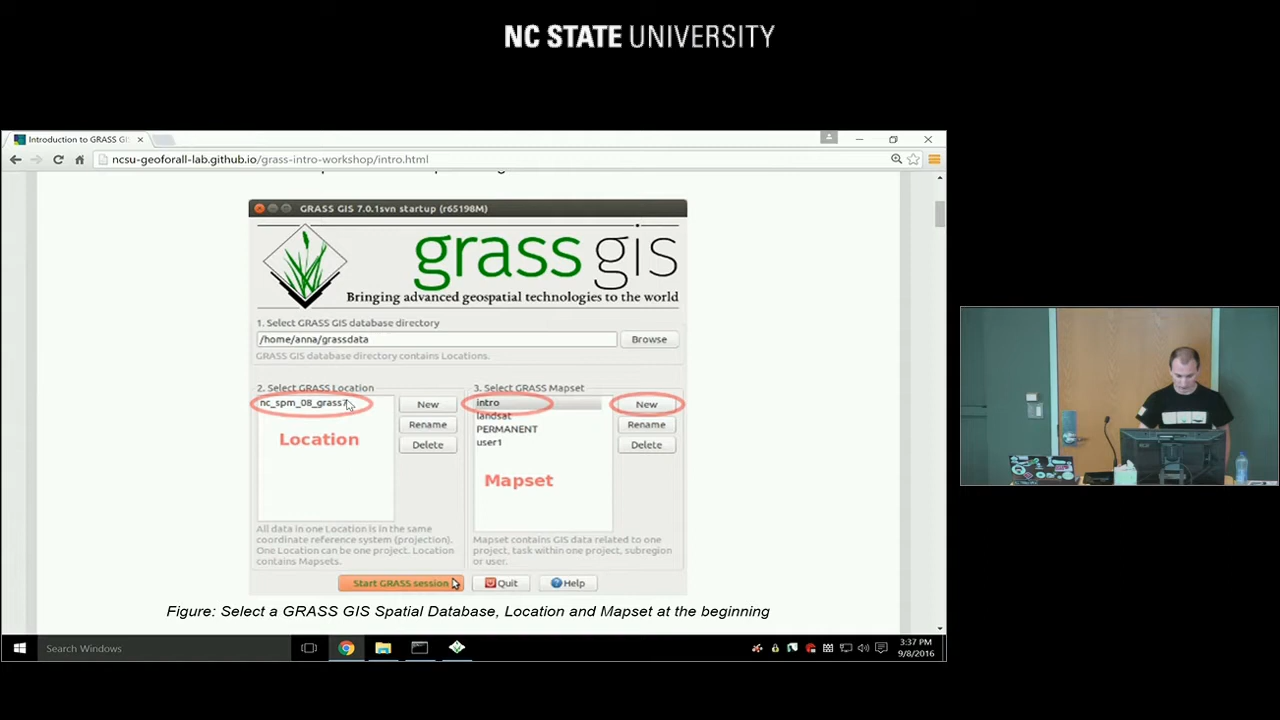 NC STATE UNIVERSITY
Introduction to GRASS GI
ncsu-geoforall-lab.github.io/grass-intro-workshop/intro.html
GRASS GIS 7.0.1svn startup (r65198M)
grass gis
Bringing advanced geospatial technologies to the world
1. Select GRASS GIS database directory
/home/anna/grassdata
Browse
GRASS GIS database directory contains Locations.
2. Select GRASS Location
nc_spm_08_grass7
Location
New
Rename
Delete
All data in one Location is in the same
coordinate reference system (projection).
One Location can be one project. Location
contains Mapsets.
3. Select GRASS Mapset
intro
landsat
PERMANENT
user1
Mapset
New
Rename
Delete
Mapset contains GIS data related to one
project, task within one project, subregion
or user.
Start GRASS session
Quit
Help
Figure: Select a GRASS GIS Spatial Database, Location and Mapset at the beginning
Search Windows
3:37 PM
9/8/2016